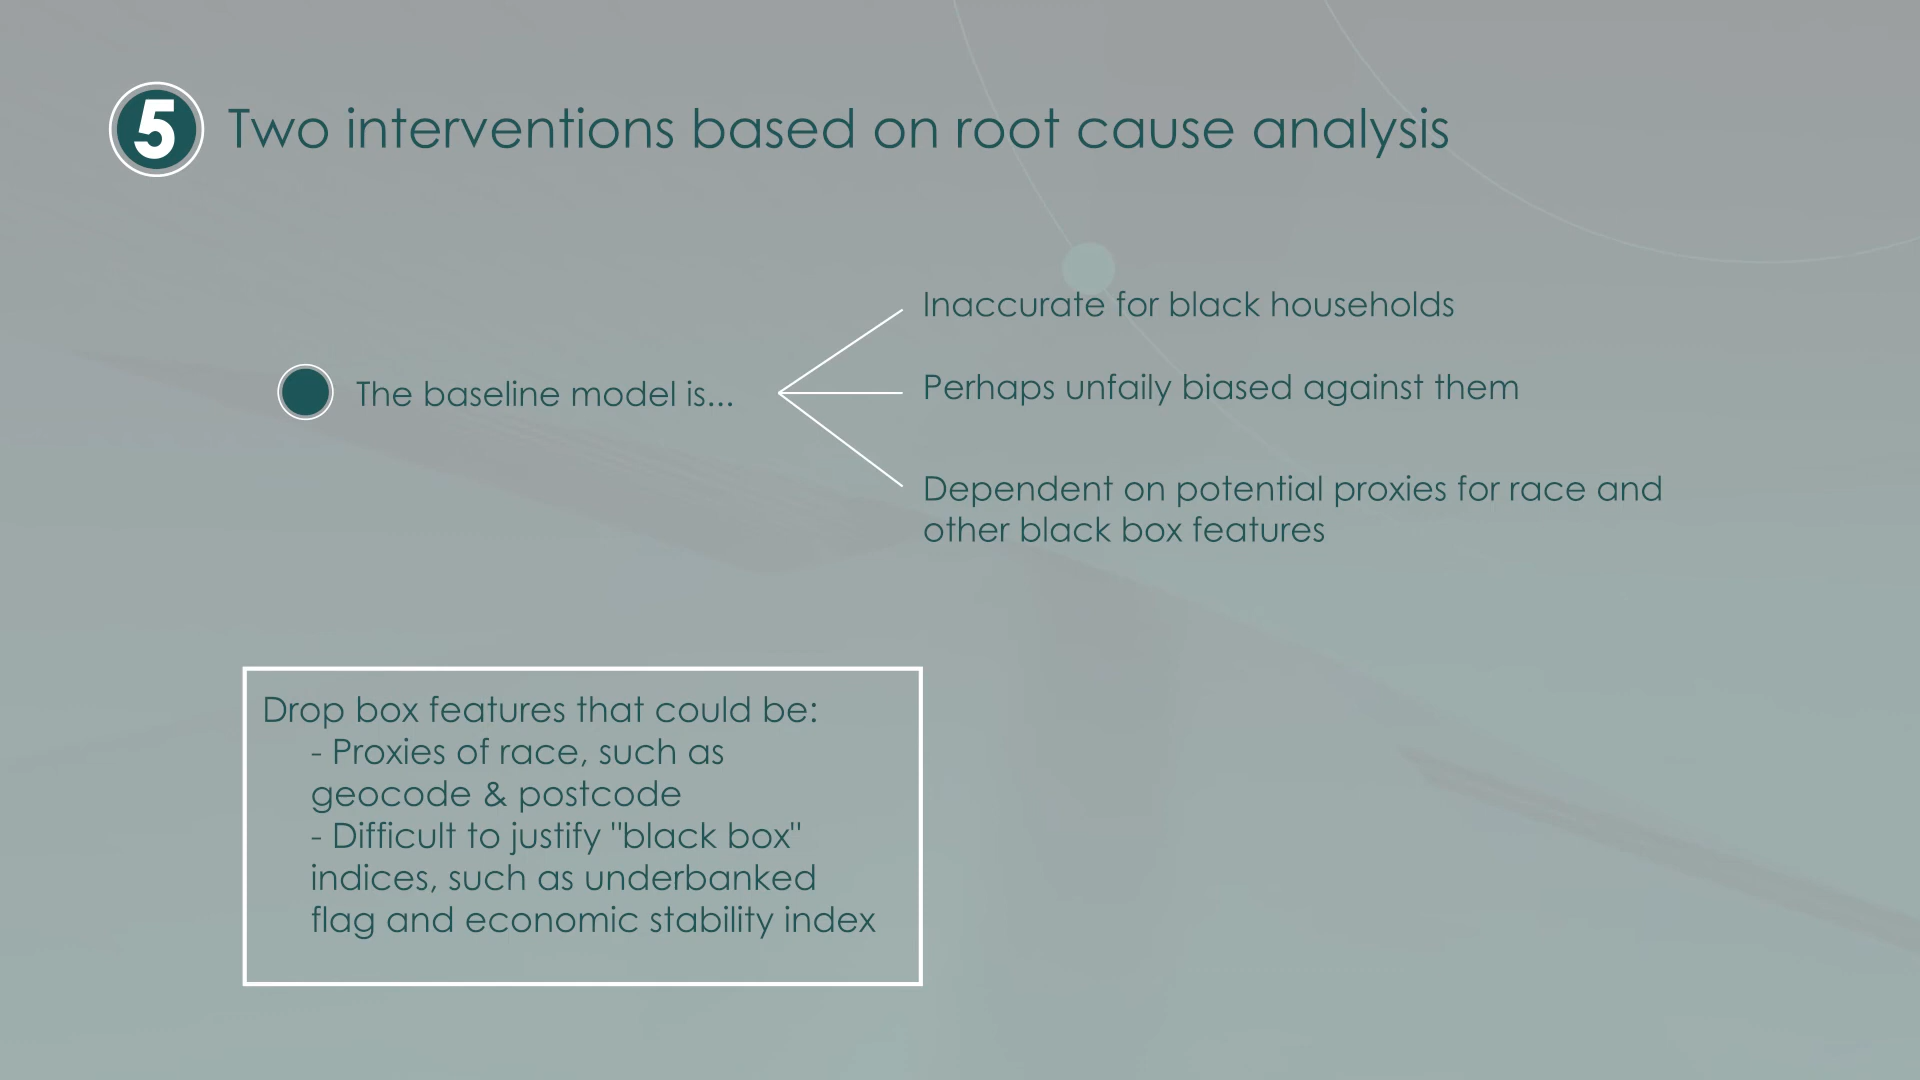 5 Two interventions based on root cause analysis
Inaccurate for black households
The baseline model is...
Perhaps unfaily biased against them
Dependent on potential proxies for race and
other black box features
Drop box features that could be:
- Proxies of race, such as
geocode & postcode
- Difficult to justify "black box"
indices, such as underbanked
flag and economic stability index